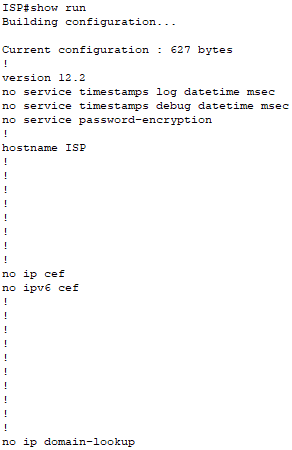 ISP#show run
Building configuration...

Current configuration : 627 bytes
!
version 12.2
no service timestamps log datetime msec
no service timestamps debug datetime msec
no service password-encryption
!
hostname ISP
!
!
!
!
!
!
!
!
no ip cef
no ipv6 cef
!
!
!
!
!
!
!
!
!
!
no ip domain-lookup